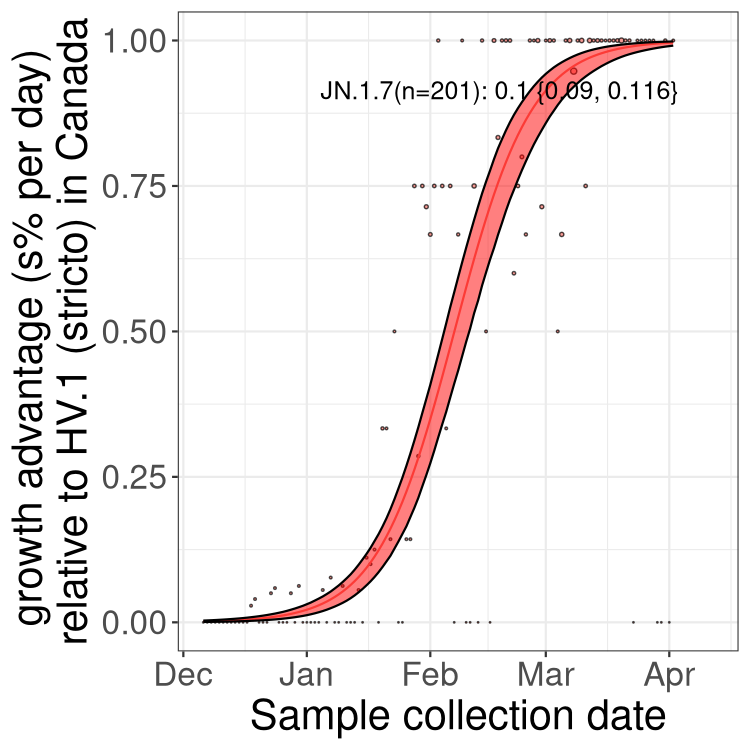 growth advantage (s% per day)
relative to HV.1 (stricto) in Canada
1.00
0.75
0.50
0.25
0.00
JN.1.7(n=201): 0.1 {0.09, 0.116}
Dec Jan Feb Mar Apr
Sample collection date